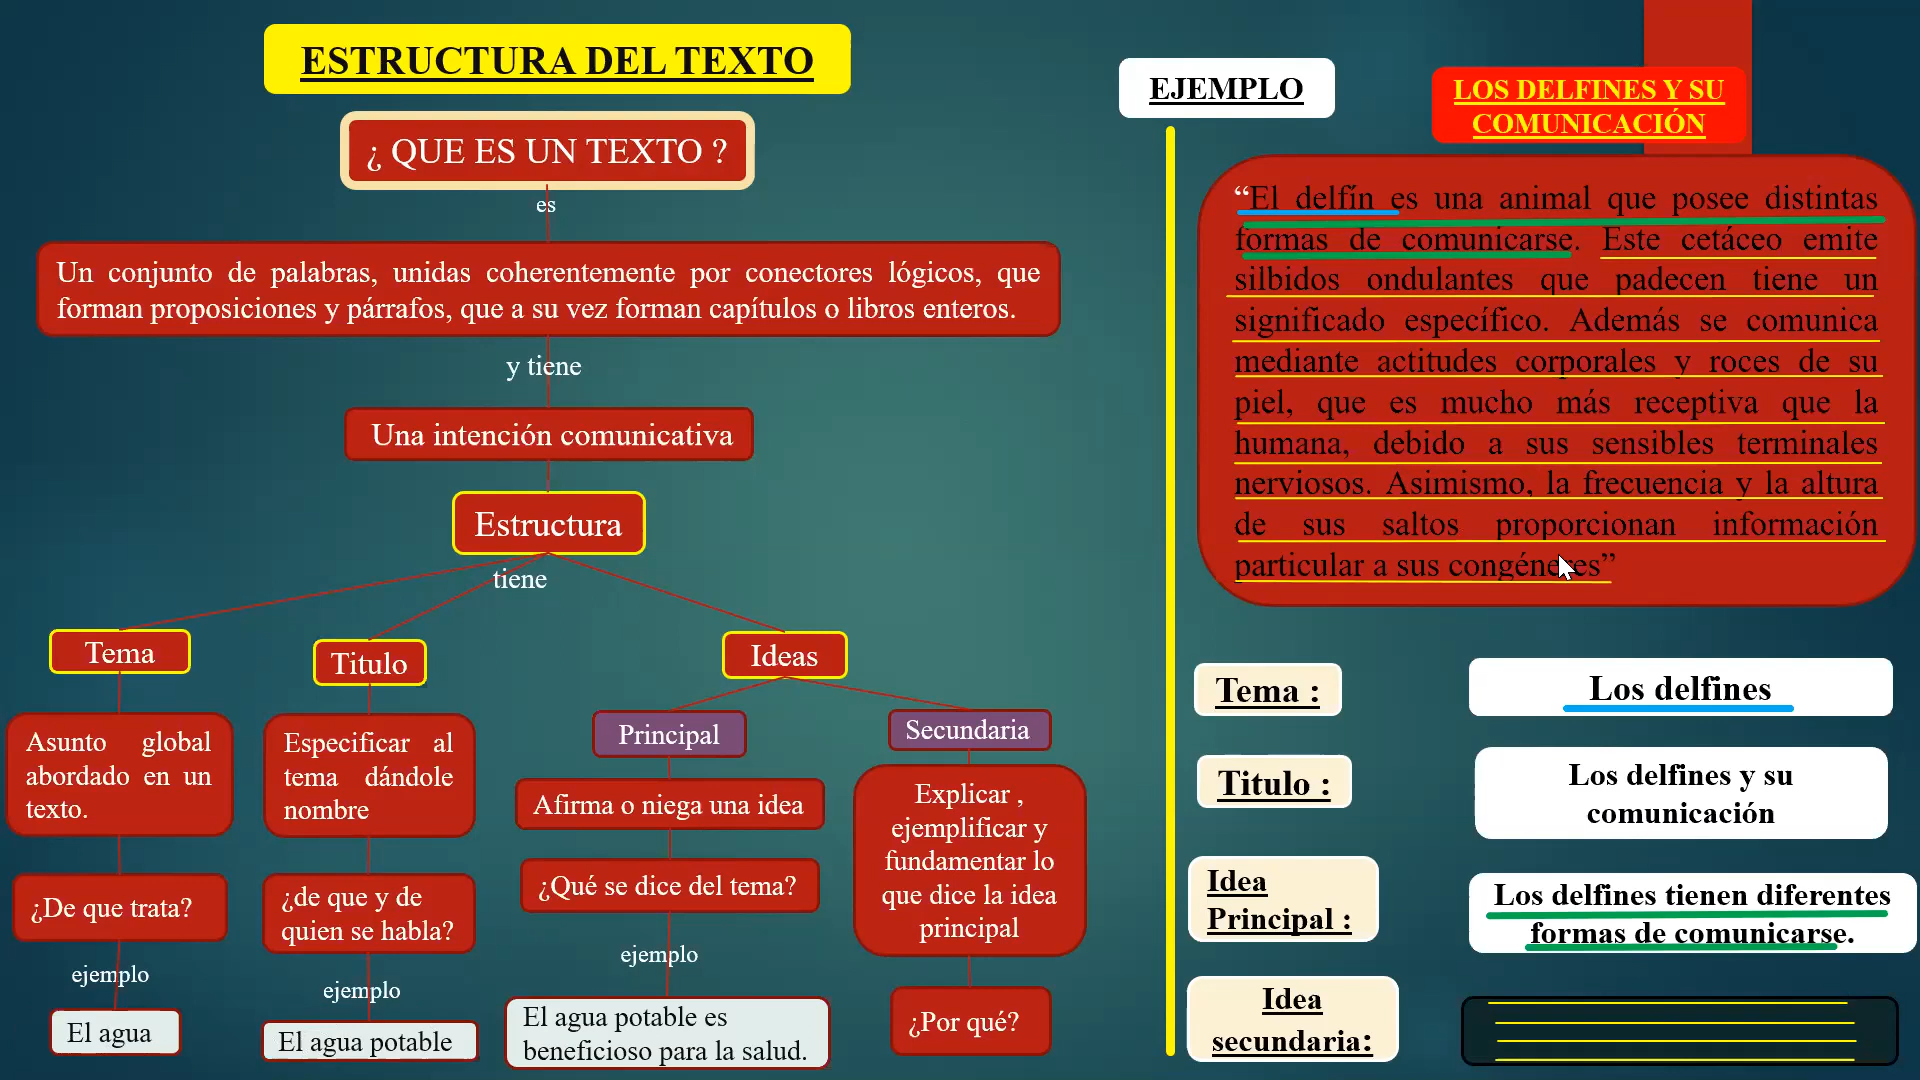 ESTRUCTURA DEL TEXTO
¿ QUE ES UN TEXTO ?
es
Un conjunto de palabras, unidas coherentemente por conectores lógicos, que
forman proposiciones y párrafos, que a su vez forman capítulos o libros enteros.
y tiene
Una intención comunicativa
Estructura
tiene
Tema
Asunto global
abordado en un
texto.
¿De que trata?
ejemplo
El agua
Titulo
Especificar al
tema dándole
nombre
¿de que y de
quien se habla?
ejemplo
El agua potable
Ideas
Principal
Afirma o niega una idea
¿Qué se dice del tema?
ejemplo
El agua potable es
beneficioso para la salud.
Secundaria
Explicar ,
ejemplificar y
fundamentar lo
que dice la idea
principal
¿Por qué?
EJEMPLO
LOS DELFINES Y SU
COMUNICACIÓN
“El delfín es una animal que posee distintas
formas de comunicarse. Este cetáceo emite
silbidos ondulantes que padecen tiene un
significado específico. Además se comunica
mediante actitudes corporales y roces de su
piel, que es mucho más receptiva que la
humana, debido a sus sensibles terminales
nerviosos. Asimismo, la frecuencia y la altura
de sus saltos proporcionan información
particular a sus congéneres”
Tema :
Los delfines
Titulo :
Los delfines y su
comunicación
Idea
Principal :
Los delfines tienen diferentes
formas de comunicarse.
Idea
secundaria: